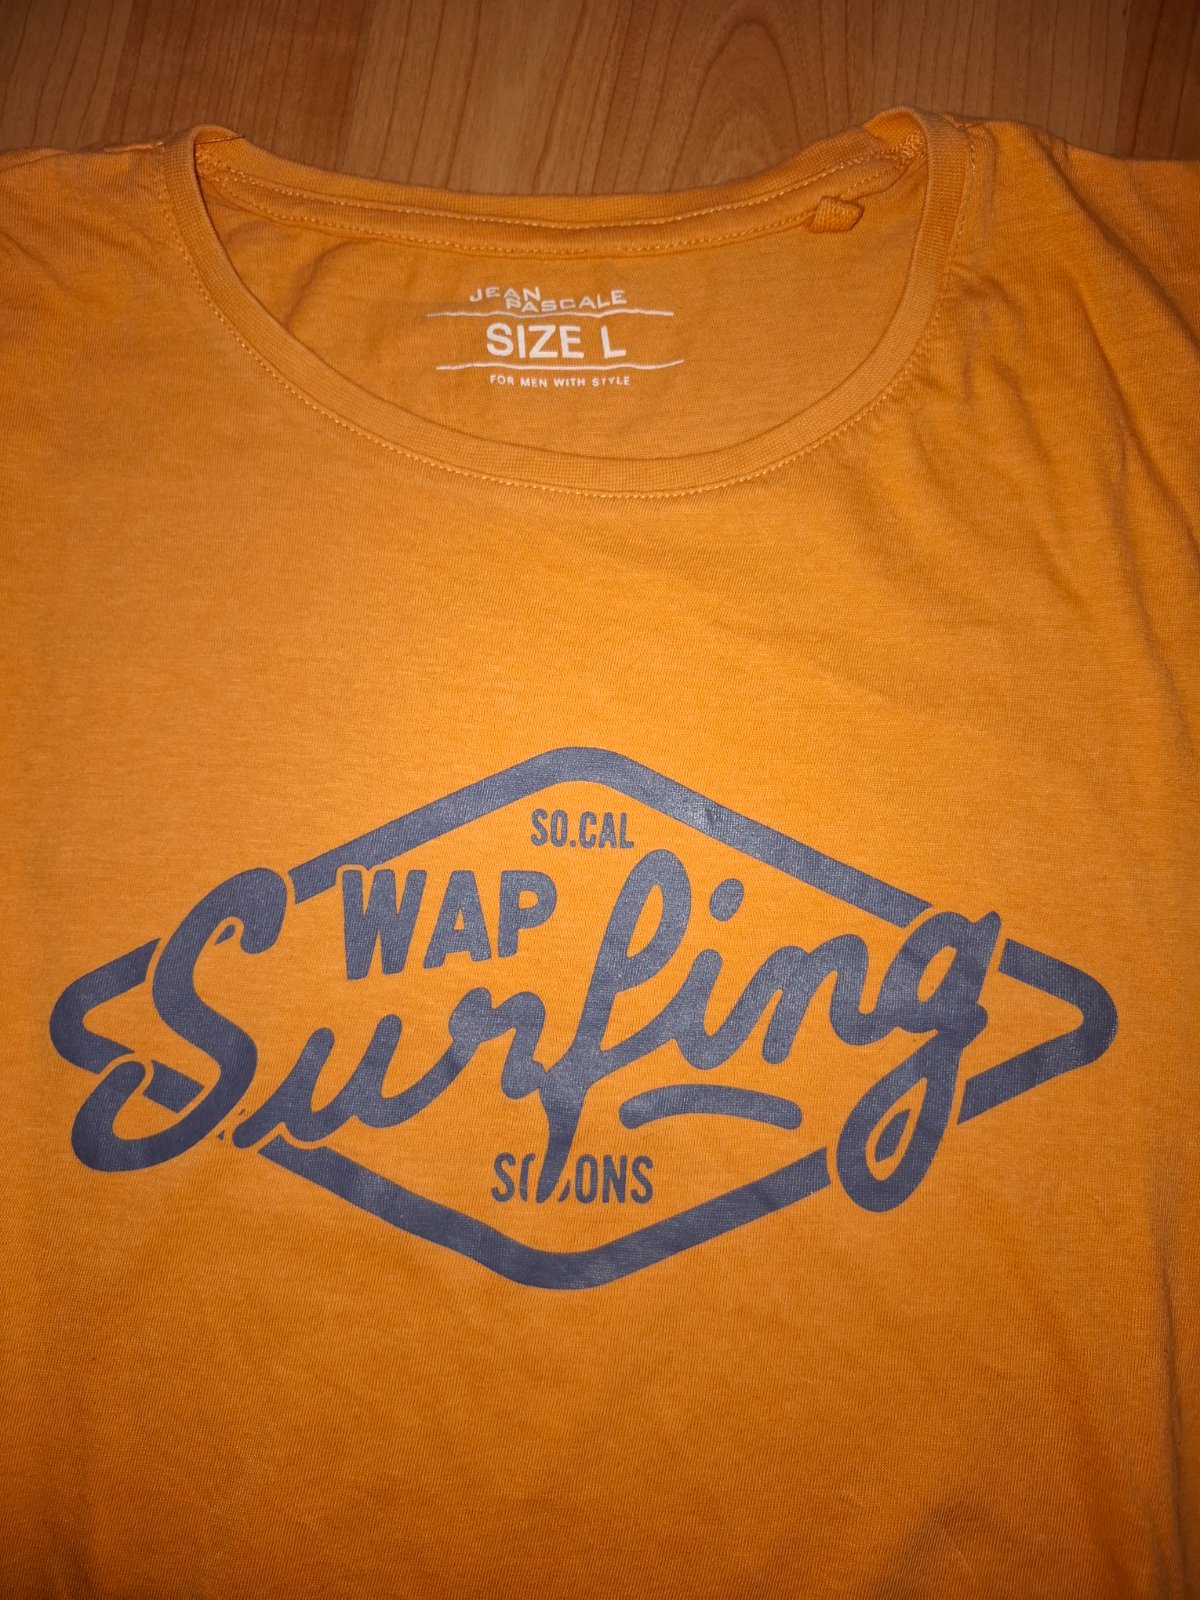 JEAN
PASCALE
SIZE L
FOR MEN WITH STYLE
SO.CAL
WAP
Surfing